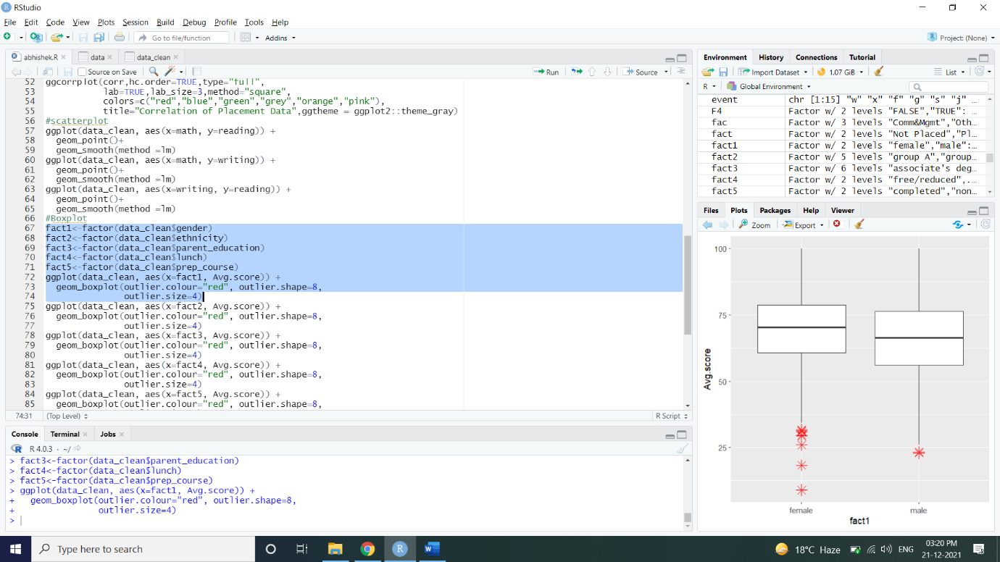 RStudio
File Edit Code View Plots Session Build Debug Profile Tools Help
Go to file/function Addins Project: (None)
abhishek.R data data_clean
Source on Save Run Source
52 ggcorrplot(corr,hc.order=TRUE,type="full",
53 lab=TRUE,lab_size=3,method="square",
54 colors=c("red","blue","green","grey","orange","pink"),
55 title="Correlation of Placement Data",ggtheme = ggplot2::theme_gray)
56 #scatterplot
57 ggplot(data_clean, aes(x=math, y=reading)) +
58 geom_point()+
59 geom_smooth(method =lm)
60 ggplot(data_clean, aes(x=math, y=writing)) +
61 geom_point()+
62 geom_smooth(method =lm)
63 ggplot(data_clean, aes(x=writing, y=reading)) +
64 geom_point()+
65 geom_smooth(method =lm)
66 #Boxplot
67 fact1<-factor(data_clean$gender)
68 fact2<-factor(data_clean$ethnicity)
69 fact3<-factor(data_clean$parent_education)
70 fact4<-factor(data_clean$lunch)
71 fact5<-factor(data_clean$prep_course)
72 ggplot(data_clean, aes(x=fact1, Avg.score)) +
73 geom_boxplot(outlier.colour="red", outlier.shape=8,
74 outlier.size=4)
75 ggplot(data_clean, aes(x=fact2, Avg.score)) +
76 geom_boxplot(outlier.colour="red", outlier.shape=8,
77 outlier.size=4)
78 ggplot(data_clean, aes(x=fact3, Avg.score)) +
79 geom_boxplot(outlier.colour="red", outlier.shape=8,
80 outlier.size=4)
81 ggplot(data_clean, aes(x=fact4, Avg.score)) +
82 geom_boxplot(outlier.colour="red", outlier.shape=8,
83 outlier.size=4)
84 ggplot(data_clean, aes(x=fact5, Avg.score)) +
85 geom_boxplot(outlier.colour="red", outlier.shape=8,
74:31 (Top Level) R Script
Console Terminal Jobs
R 4.0.3 · ~/
> fact3<-factor(data_clean$parent_education)
> fact4<-factor(data_clean$lunch)
> fact5<-factor(data_clean$prep_course)
> ggplot(data_clean, aes(x=fact1, Avg.score)) +
+ geom_boxplot(outlier.colour="red", outlier.shape=8,
+ outlier.size=4)
>
Environment History Connections Tutorial
Import Dataset 1.07 GiB List
R Global Environment
event chr [1:15] "w" "x" "f" "g" "s" "j" …
F4 Factor w/ 2 levels "FALSE","TRUE": …
fac Factor w/ 3 levels "Comm&Mgmt","Oth…
fact Factor w/ 2 levels "Not Placed","Pl…
fact1 Factor w/ 2 levels "female","male":…
fact2 Factor w/ 5 levels "group A","group…
fact3 Factor w/ 6 levels "associate's deg…
fact4 Factor w/ 2 levels "free/reduced",.…
fact5 Factor w/ 2 levels "completed","non…
Files Plots Packages Help Viewer
Zoom Export
100
75
50
25
Avg.score
female male
fact1
Type here to search
W
18°C Haze ENG
03:20 PM
21-12-2021